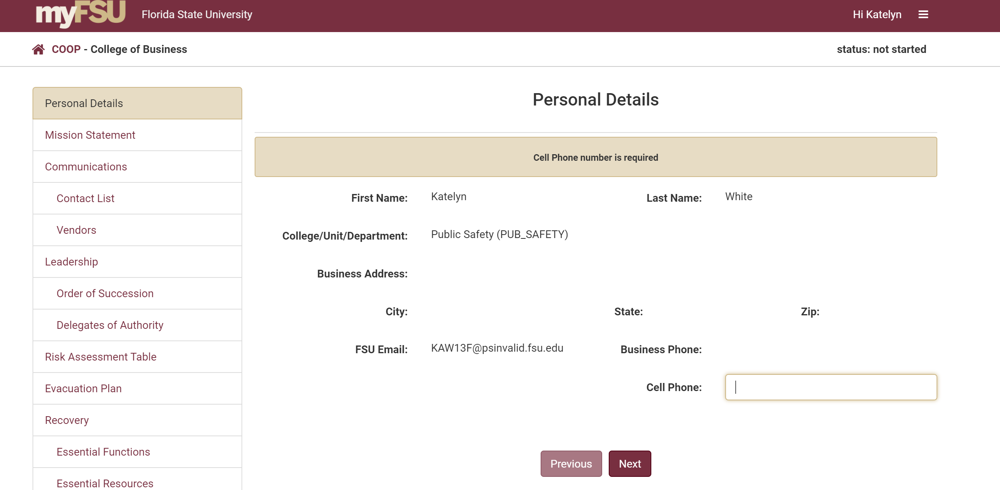 myFSU Florida State University Hi Katelyn
COOP - College of Business status: not started
Personal Details
Mission Statement
Communications
Contact List
Vendors
Leadership
Order of Succession
Delegates of Authority
Risk Assessment Table
Evacuation Plan
Recovery
Essential Functions
Essential Resources
Personal Details
Cell Phone number is required
First Name: Katelyn Last Name: White
College/Unit/Department: Public Safety (PUB_SAFETY)
Business Address:
City: State: Zip:
FSU Email: KAW13F@psinvalid.fsu.edu Business Phone:
Cell Phone:
Previous Next